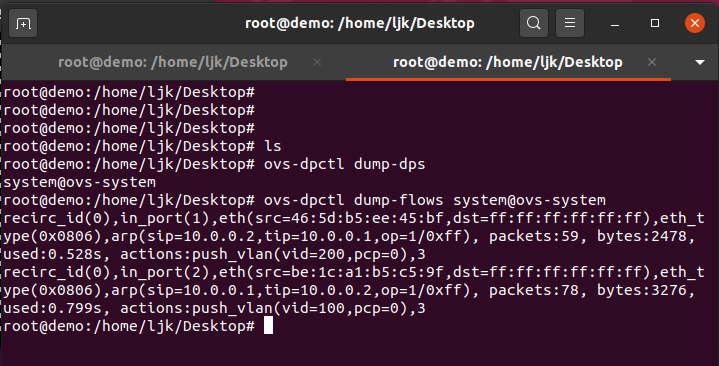 root@demo: /home/ljk/Desktop
root@demo: /home/ljk/Desktop × root@demo: /home/ljk/Desktop ×
root@demo:/home/ljk/Desktop#
root@demo:/home/ljk/Desktop#
root@demo:/home/ljk/Desktop#
root@demo:/home/ljk/Desktop# ls
root@demo:/home/ljk/Desktop# ovs-dpctl dump-dps
system@ovs-system
root@demo:/home/ljk/Desktop# ovs-dpctl dump-flows system@ovs-system
recirc_id(0),in_port(1),eth(src=46:5d:b5:ee:45:bf,dst=ff:ff:ff:ff:ff:ff),eth_t
ype(0x0806),arp(sip=10.0.0.2,tip=10.0.0.1,op=1/0xff), packets:59, bytes:2478,
used:0.528s, actions:push_vlan(vid=200,pcp=0),3
recirc_id(0),in_port(2),eth(src=be:1c:a1:b5:c5:9f,dst=ff:ff:ff:ff:ff:ff),eth_t
ype(0x0806),arp(sip=10.0.0.1,tip=10.0.0.2,op=1/0xff), packets:78, bytes:3276,
used:0.799s, actions:push_vlan(vid=100,pcp=0),3
root@demo:/home/ljk/Desktop#